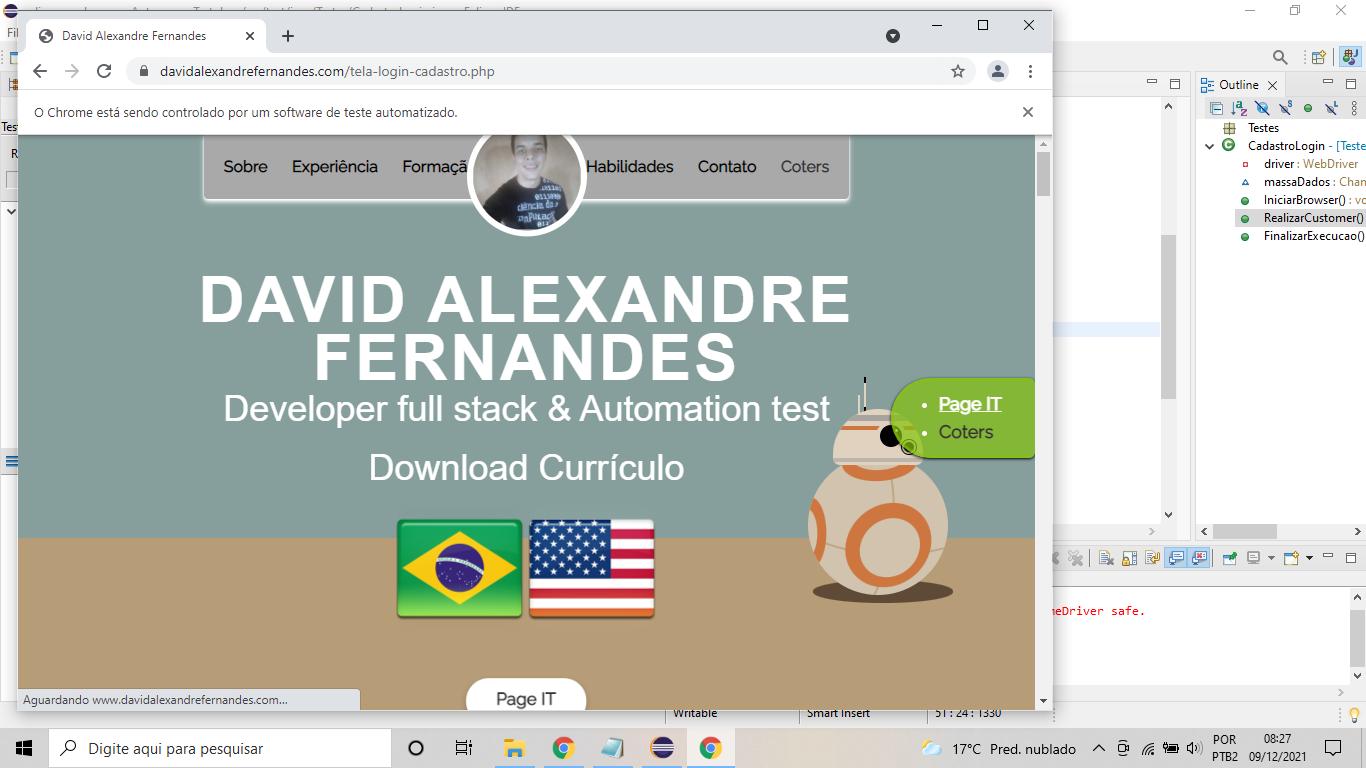 David Alexandre Fernandes
davidalexandrefernandes.com/tela-login-cadastro.php
O Chrome está sendo controlado por um software de teste automatizado.
Sobre Experiência Formaçã Habilidades Contato Coters
DAVID ALEXANDRE
FERNANDES
Developer full stack & Automation test
Download Currículo
Page IT
Coters
Page IT
Aguardando www.davidalexandrefernandes.com...
Outline
Testes
CadastroLogin - [Teste
driver : WebDriver
massaDados : Cham
IniciarBrowser() : vo
RealizarCustomer()
FinalizarExecucao()
meDriver safe.
Writable Smart Insert 51 : 24 : 1330
Digite aqui para pesquisar
17°C Pred. nublado
POR
PTB2
08:27
09/12/2021